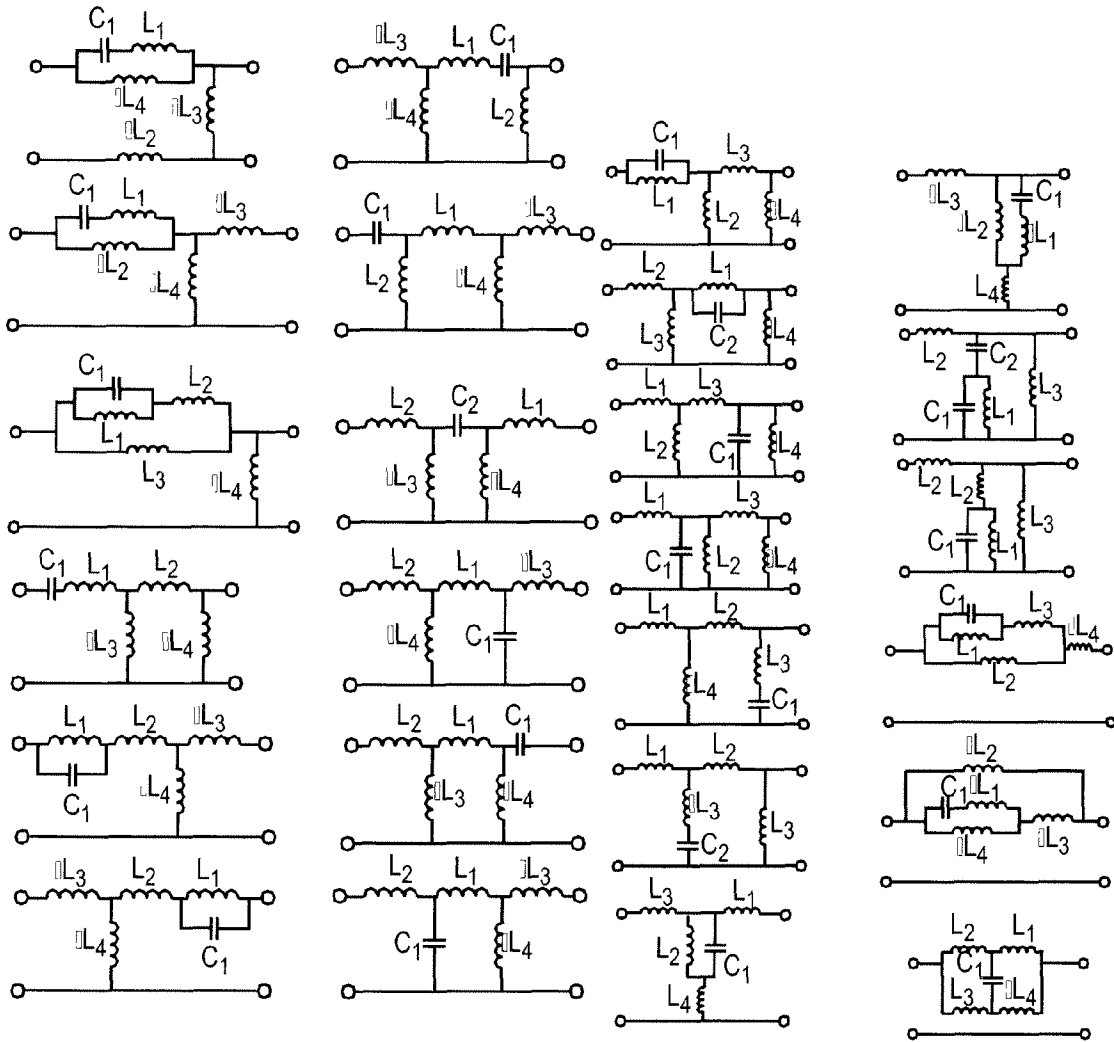 C₁ L₁
▯L₄ ▯L₃
▯L₂
C₁ L₁ ▯L₃
▯L₂ ▯L₄
C₁ L₂
L₁
L₃ ▯L₄
C₁ L₁ L₂
▯L₃ ▯L₄
L₁ L₂ ▯L₃
C₁ ▯L₄
▯L₃ L₂ L₁
▯L₄ C₁
▯L₃ L₁ C₁
▯L₄ L₂
C₁ L₁ ▯L₃
L₂ ▯L₄
L₂ C₂ L₁
▯L₃ ▯L₄
L₂ L₁ ▯L₃
▯L₄ C₁
L₂ L₁ C₁
▯L₃ ▯L₄
L₂ L₁ ▯L₃
C₁ ▯L₄
C₁ L₃
L₁ L₂ ▯L₄
L₂ L₁
L₃ C₂ L₄
L₁ L₃
L₂ C₁ L₄
L₁ L₃
C₁ L₂ ▯L₄
L₁ L₂
L₄ L₃
C₁
L₁ L₂
▯L₃ L₃
C₂
L₃ L₁
L₂ C₁
L₄
▯L₃ C₁
▯L₂ ▯L₁
L₄
L₂ C₂
C₁ L₁ L₃
L₂ L₂
C₁ L₁ L₃
C₁ L₃ ▯L₄
L₁
L₂
▯L₂
C₁ ▯L₁
▯L₄ ▯L₃
L₂ L₁
C₁
L₃ ▯L₄